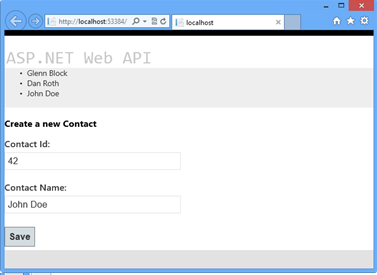 http://localhost:53384/
localhost
ASP.NET Web API
Glenn Block
Dan Roth
John Doe
Create a new Contact
Contact Id:
42
Contact Name:
John Doe
Save